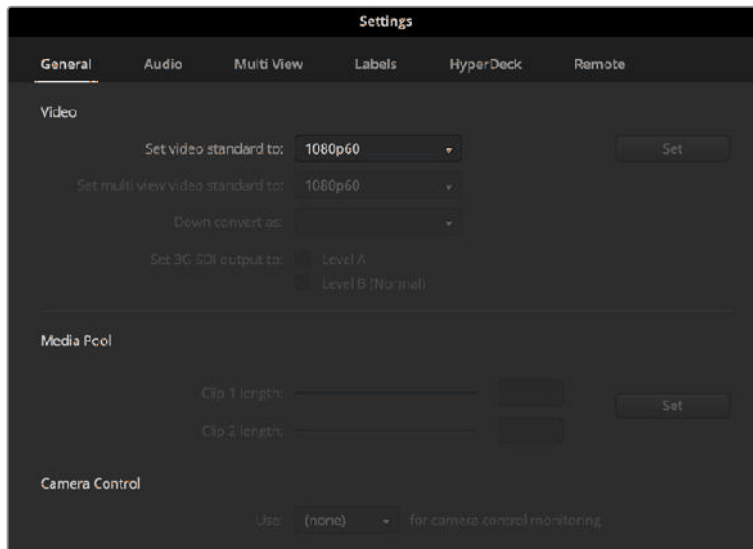 Settings
General Audio Multi View Labels HyperDeck Remote
Video
Set video standard to: 1080p60 Set
Set multi view video standard to: 1080p60
Down convert as:
Set 3G SDI output to: Level A
Level B (Normal)
Media Pool
Clip 1 length:
Set
Clip 2 length:
Camera Control
Use: (none) for camera control monitoring